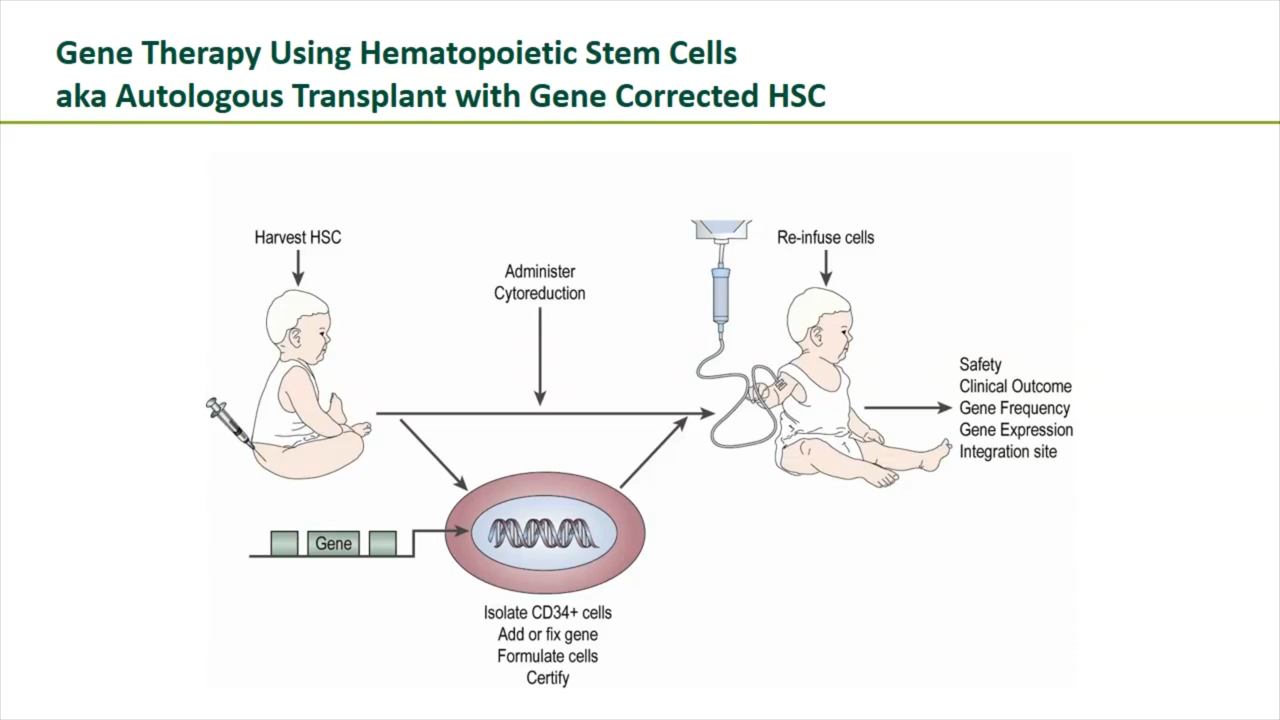 Gene Therapy Using Hematopoietic Stem Cells
aka Autologous Transplant with Gene Corrected HSC
Harvest HSC
Administer
Cytoreduction
Re-infuse cells
Safety
Clinical Outcome
Gene Frequency
Gene Expression
Integration site
Gene
Isolate CD34+ cells
Add or fix gene
Formulate cells
Certify